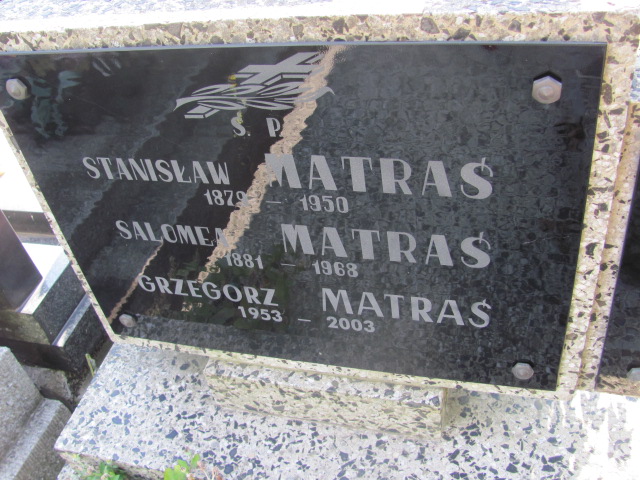 Ś. P.
STANISŁAW MATRAŚ
1879 – 1950
SALOMEA MATRAŚ
1881 – 1968
GRZEGORZ MATRAŚ
1953 – 2003